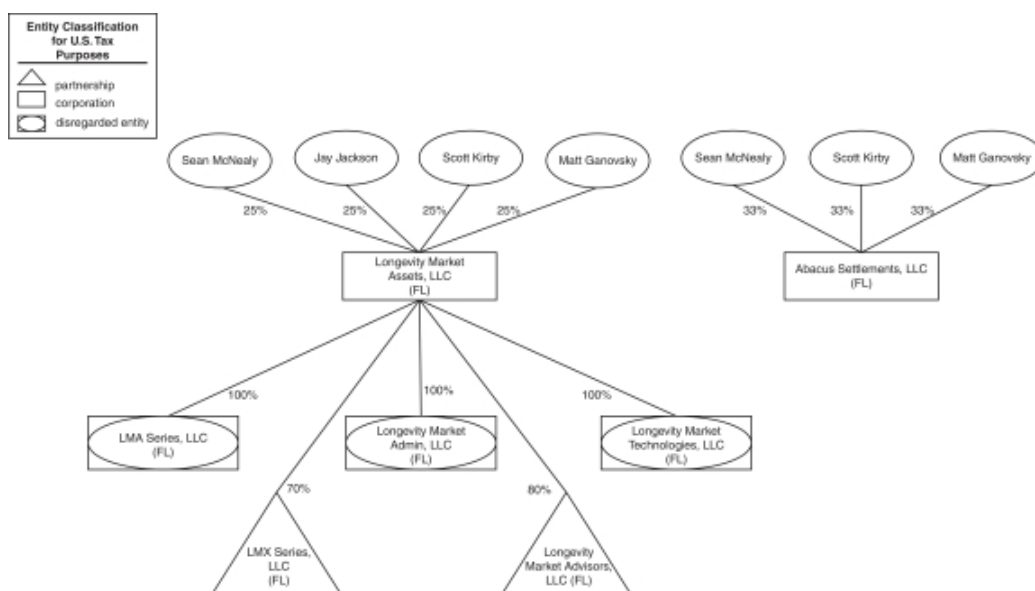 Entity Classification
for U.S. Tax
Purposes
partnership
corporation
disregarded entity
Sean McNealy
Jay Jackson
Scott Kirby
Matt Ganovsky
Sean McNealy
Scott Kirby
Matt Ganovsky
25%
25%
25%
25%
33%
33%
33%
Longevity Market
Assets, LLC
(FL)
Abacus Settlements, LLC
(FL)
100%
100%
100%
LMA Series, LLC
(FL)
Longevity Market
Admin, LLC
(FL)
Longevity Market
Technologies, LLC
(FL)
70%
80%
LMX Series,
LLC
(FL)
Longevity
Market Advisors,
LLC (FL)